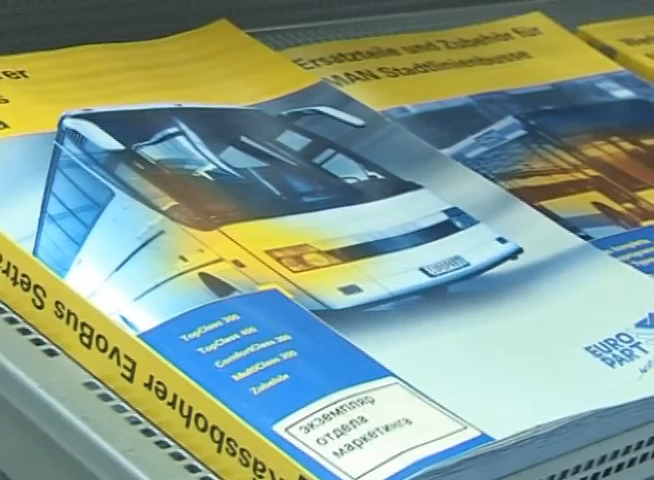 rer
Ersatzteile und Zubehör für
MAN Stadtlinienbusse
TopClass 300
TopClass 400
ComfortClass 300
MultiClass 300
Zubehör
экземпляр
отдела
маркетинга
EURO
PART
Kässbohrer EvoBus Setra